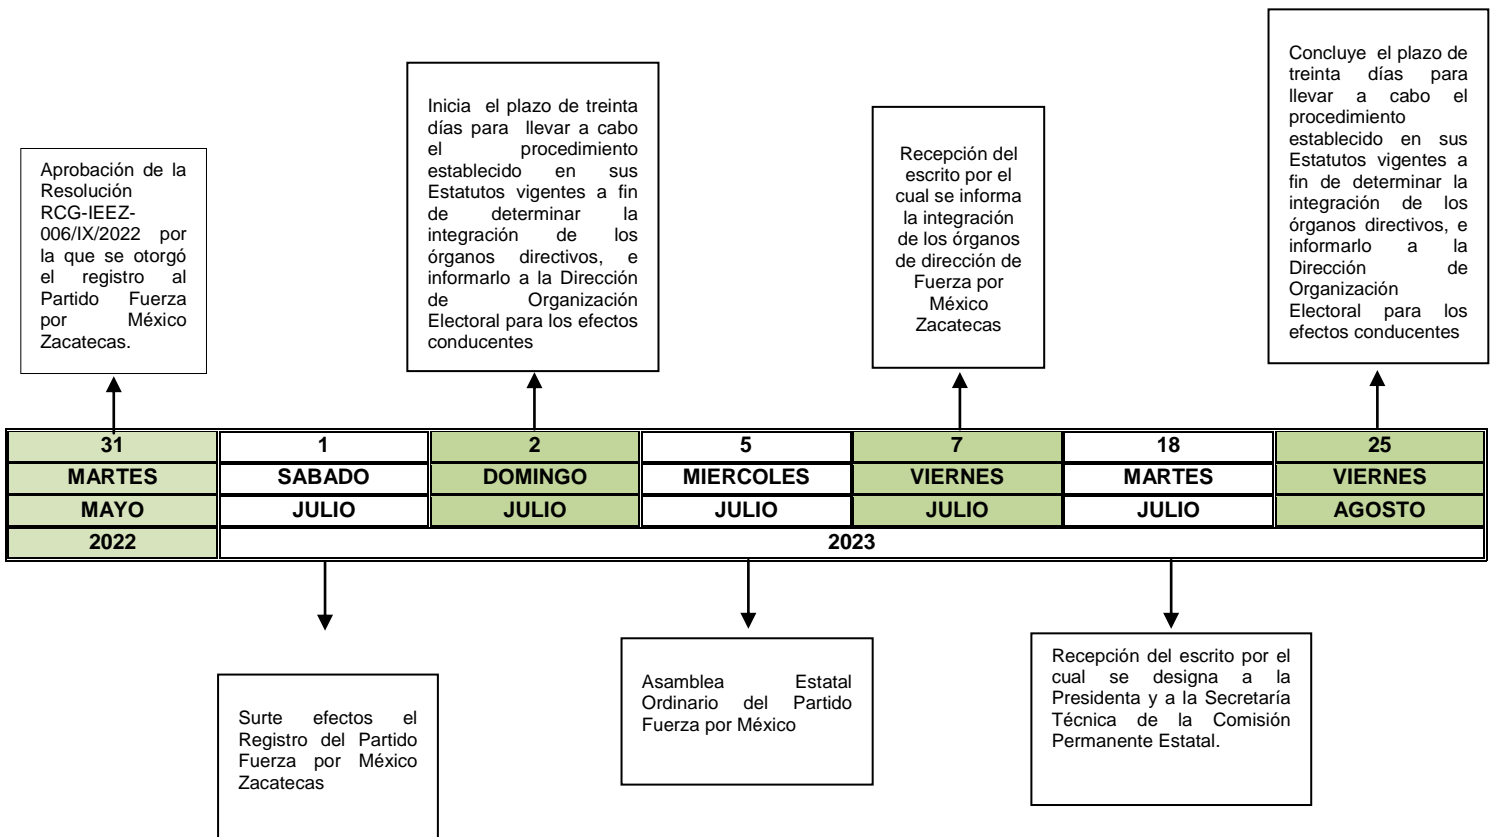 Concluye el plazo de
treinta días para
llevar a cabo el
procedimiento
establecido en sus
Estatutos vigentes a
fin de determinar la
integración de los
órganos directivos, e
informarlo a la
Dirección de
Organización
Electoral para los
efectos conducentes
Inicia el plazo de treinta
días para llevar a cabo
el procedimiento
establecido en sus
Estatutos vigentes a fin
de determinar la
integración de los
órganos directivos, e
informarlo a la Dirección
de Organización
Electoral para los efectos
conducentes
Recepción del
escrito por el
cual se informa
la integración
de los órganos
de dirección de
Fuerza por
México
Zacatecas
Aprobación de la
Resolución
RCG-IEEZ-
006/IX/2022 por
la que se otorgó
el registro al
Partido Fuerza
por México
Zacatecas.
31 1 2 5 7 18 25
MARTES SABADO DOMINGO MIERCOLES VIERNES MARTES VIERNES
MAYO JULIO JULIO JULIO JULIO JULIO AGOSTO
2022 2023
Surte efectos el
Registro del Partido
Fuerza por México
Zacatecas
Asamblea Estatal
Ordinario del Partido
Fuerza por México
Recepción del escrito por el
cual se designa a la
Presidenta y a la Secretaría
Técnica de la Comisión
Permanente Estatal.